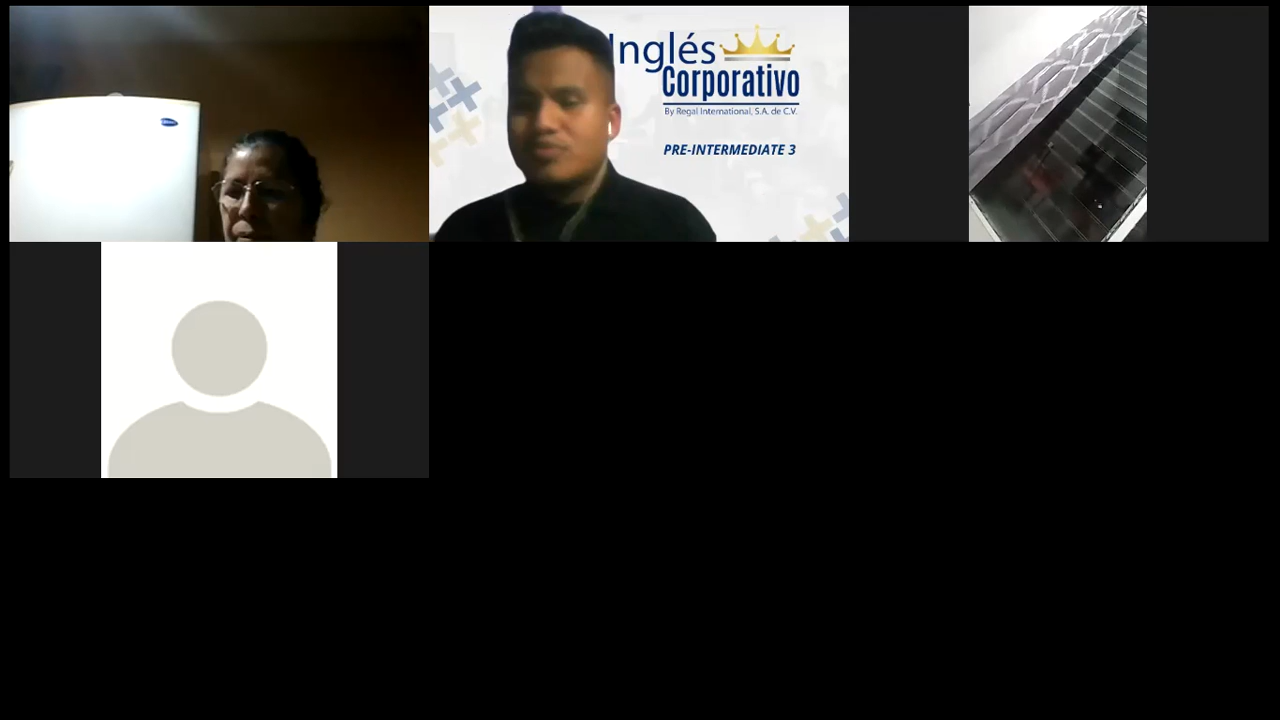 Inglés
Corporativo
By Regal International, S.A. de C.V.
PRE-INTERMEDIATE 3